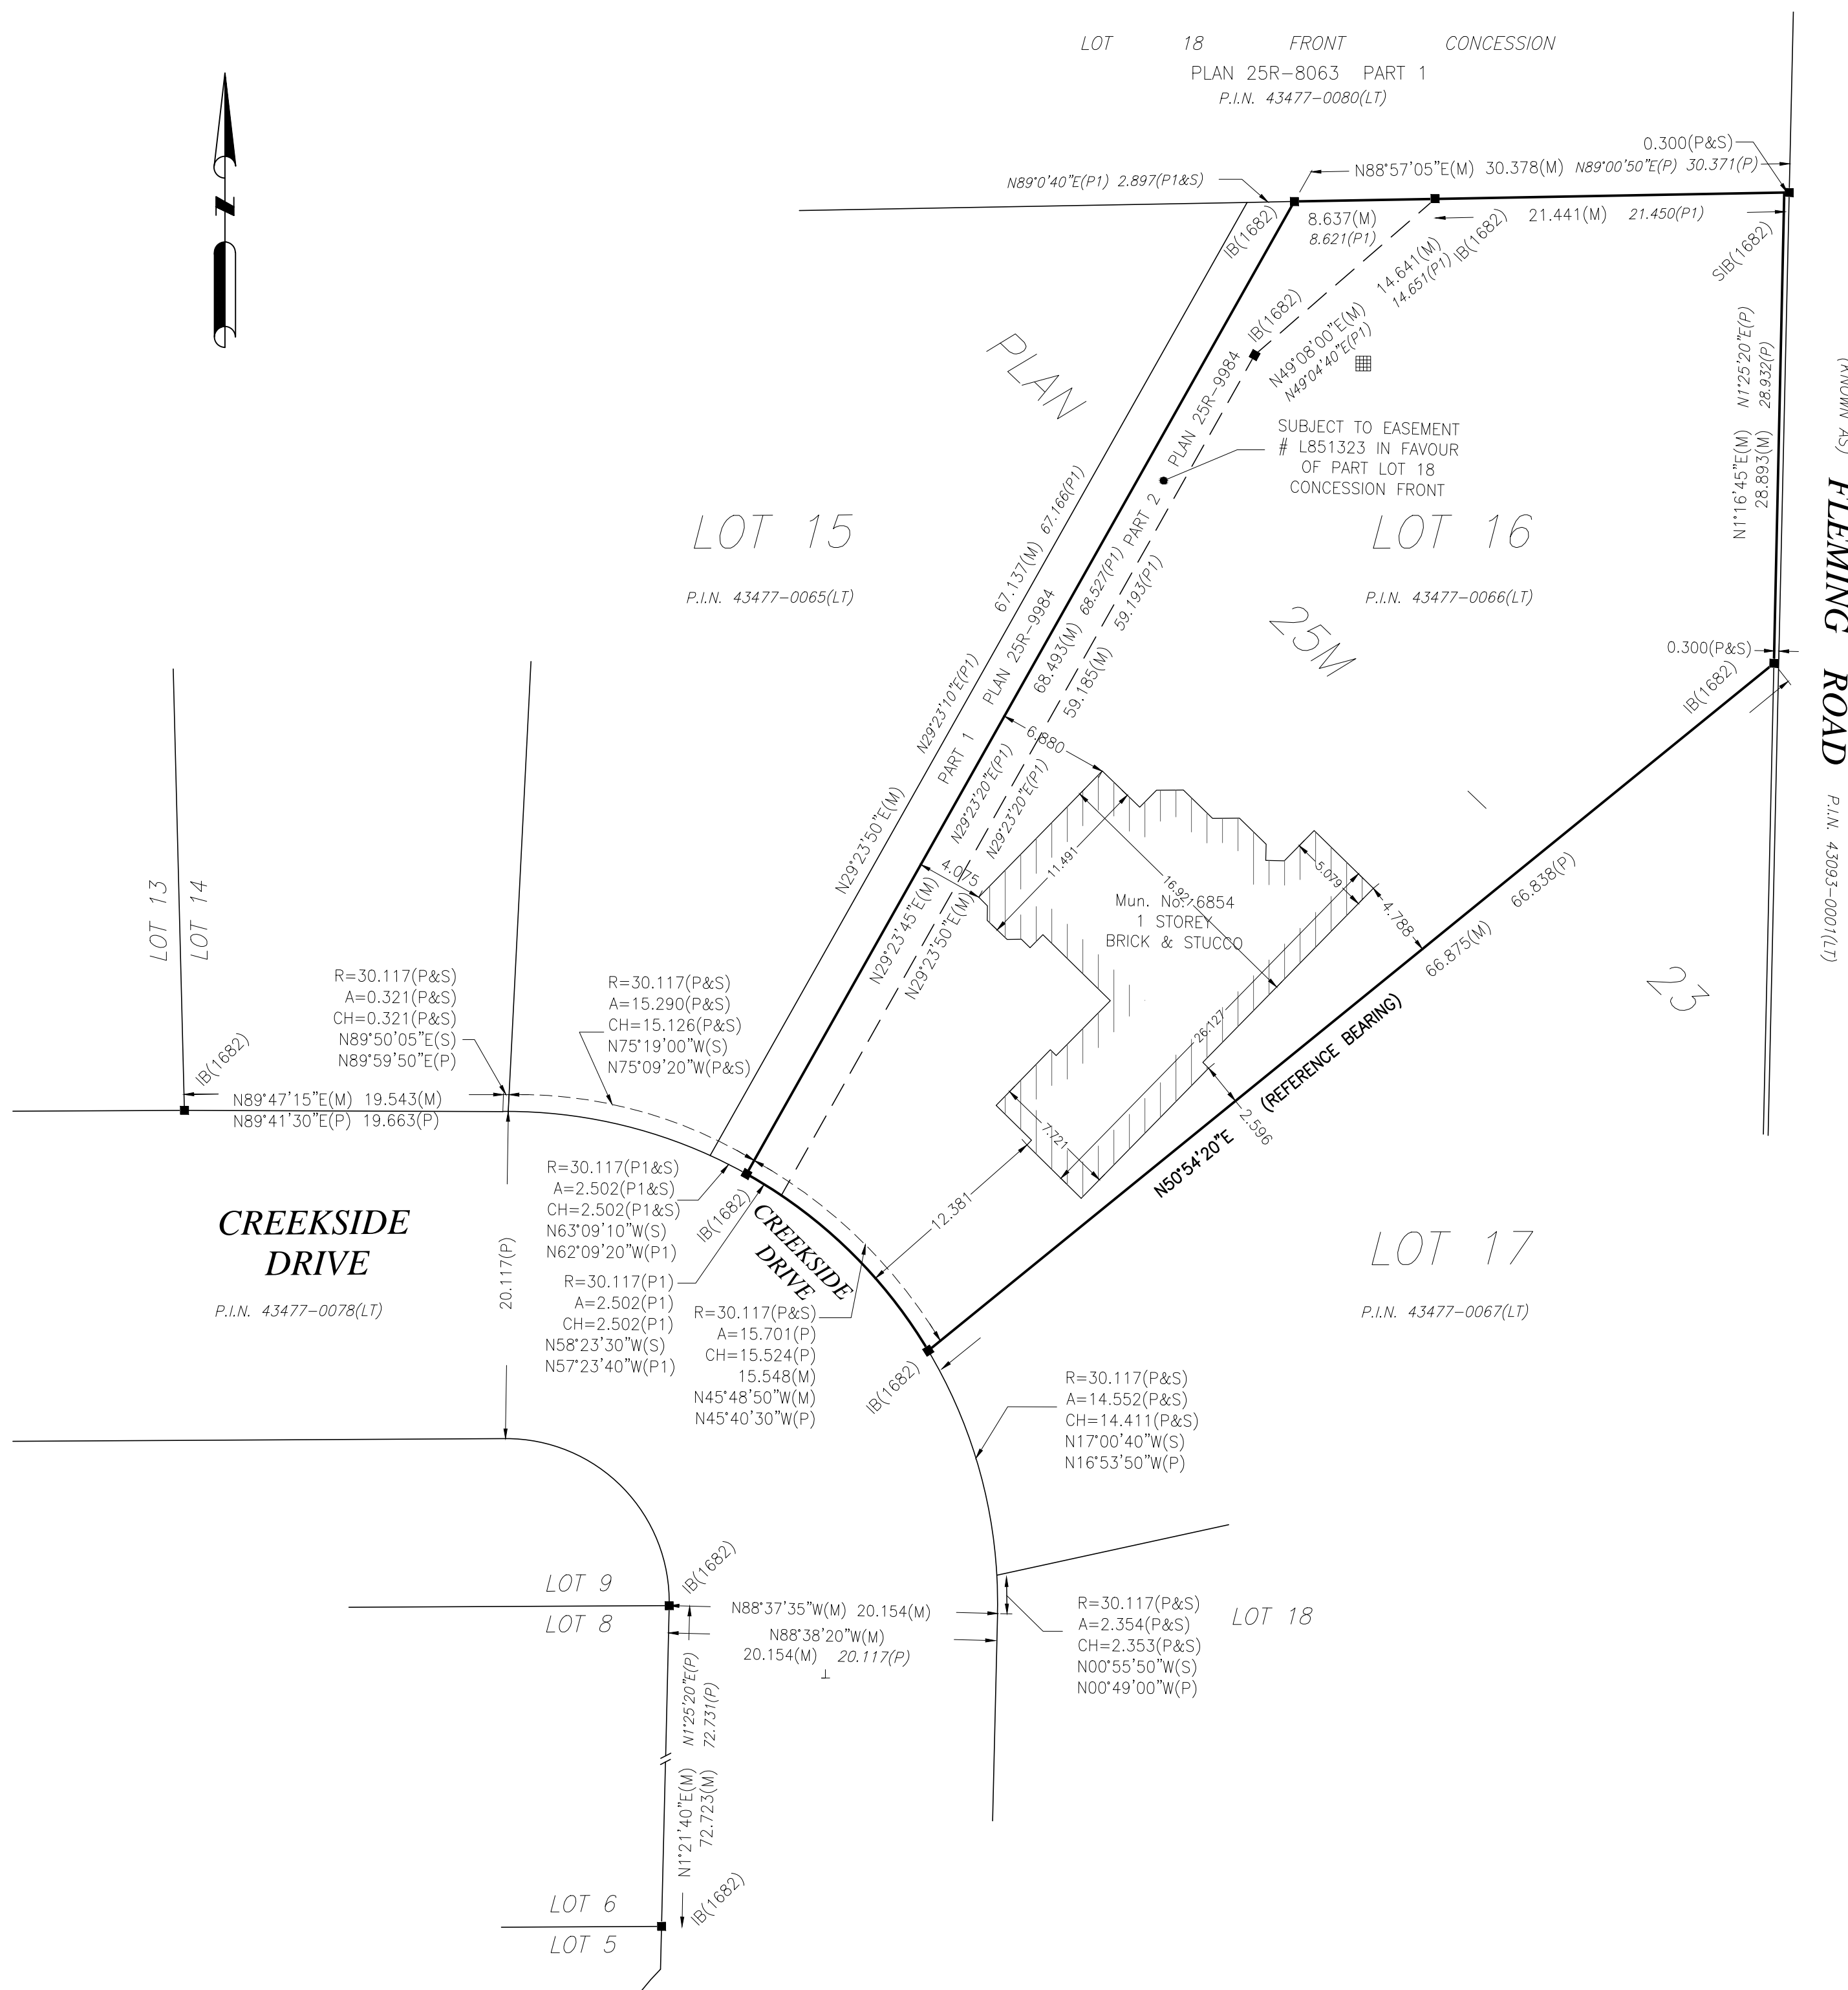 LOT 18 FRONT CONCESSION
PLAN 25R-8063 PART 1
P.I.N. 43477-0080(LT)
N
0.300(P&S)
N88°57'05"E(M) 30.378(M) N89°00'50"E(P) 30.371(P)
N89°0'40"E(P1) 2.897(P1&S)
IB(1682)
8.637(M)
8.621(P1)
21.441(M) 21.450(P1)
IB(1682)
SIB(1682)
14.641(M)
14.651(P1)
IB(1682)
N49°08'00"E(M)
N49°04'40"E(P1)
N1°25'20"E(P)
28.932(P)
N1°16'45"E(M)
28.893(M)
(KNOWN AS)
FLEMING ROAD
P.I.N. 43093-0001(LT)
PLAN
25M
23
SUBJECT TO EASEMENT
# L851323 IN FAVOUR
OF PART LOT 18
CONCESSION FRONT
LOT 15
P.I.N. 43477-0065(LT)
LOT 16
P.I.N. 43477-0066(LT)
N29°23'50"E(M)
N29°23'10"E(P1)
67.137(M) 67.166(P1)
PART 1 PLAN 25R-9984
PART 2 PLAN 25R-9984
N29°23'45"E(M)
N29°23'20"E(P1)
68.493(M) 68.527(P1)
N29°23'50"E(M)
N29°23'20"E(P1)
59.185(M)
59.193(P1)
0.300(P&S)
IB(1682)
6.880
4.075
11.491
16.921
5.079
4.788
26.127
7.721
2.596
12.381
Mun. No. 6854
1 STOREY
BRICK & STUCCO
66.838(P)
66.875(M)
N50°54'20"E (REFERENCE BEARING)
LOT 13
LOT 14
IB(1682)
R=30.117(P&S)
A=0.321(P&S)
CH=0.321(P&S)
N89°50'05"E(S)
N89°59'50"E(P)
R=30.117(P&S)
A=15.290(P&S)
CH=15.126(P&S)
N75°19'00"W(S)
N75°09'20"W(P&S)
N89°47'15"E(M) 19.543(M)
N89°41'30"E(P) 19.663(P)
CREEKSIDE
DRIVE
P.I.N. 43477-0078(LT)
20.117(P)
R=30.117(P1&S)
A=2.502(P1&S)
CH=2.502(P1&S)
N63°09'10"W(S)
N62°09'20"W(P1)
IB(1682)
R=30.117(P1)
A=2.502(P1)
CH=2.502(P1)
N58°23'30"W(S)
N57°23'40"W(P1)
CREEKSIDE
DRIVE
R=30.117(P&S)
A=15.701(P)
CH=15.524(P)
15.548(M)
N45°48'50"W(M)
N45°40'30"W(P)
IB(1682)
LOT 17
P.I.N. 43477-0067(LT)
R=30.117(P&S)
A=14.552(P&S)
CH=14.411(P&S)
N17°00'40"W(S)
N16°53'50"W(P)
LOT 9
LOT 8
IB(1682)
N88°37'35"W(M) 20.154(M)
N88°38'20"W(M)
20.154(M) 20.117(P)
R=30.117(P&S)
A=2.354(P&S)
CH=2.353(P&S)
N00°55'50"W(S)
N00°49'00"W(P)
LOT 18
N1°25'20"E(P)
72.731(P)
N1°21'40"E(M)
72.723(M)
IB(1682)
LOT 6
LOT 5